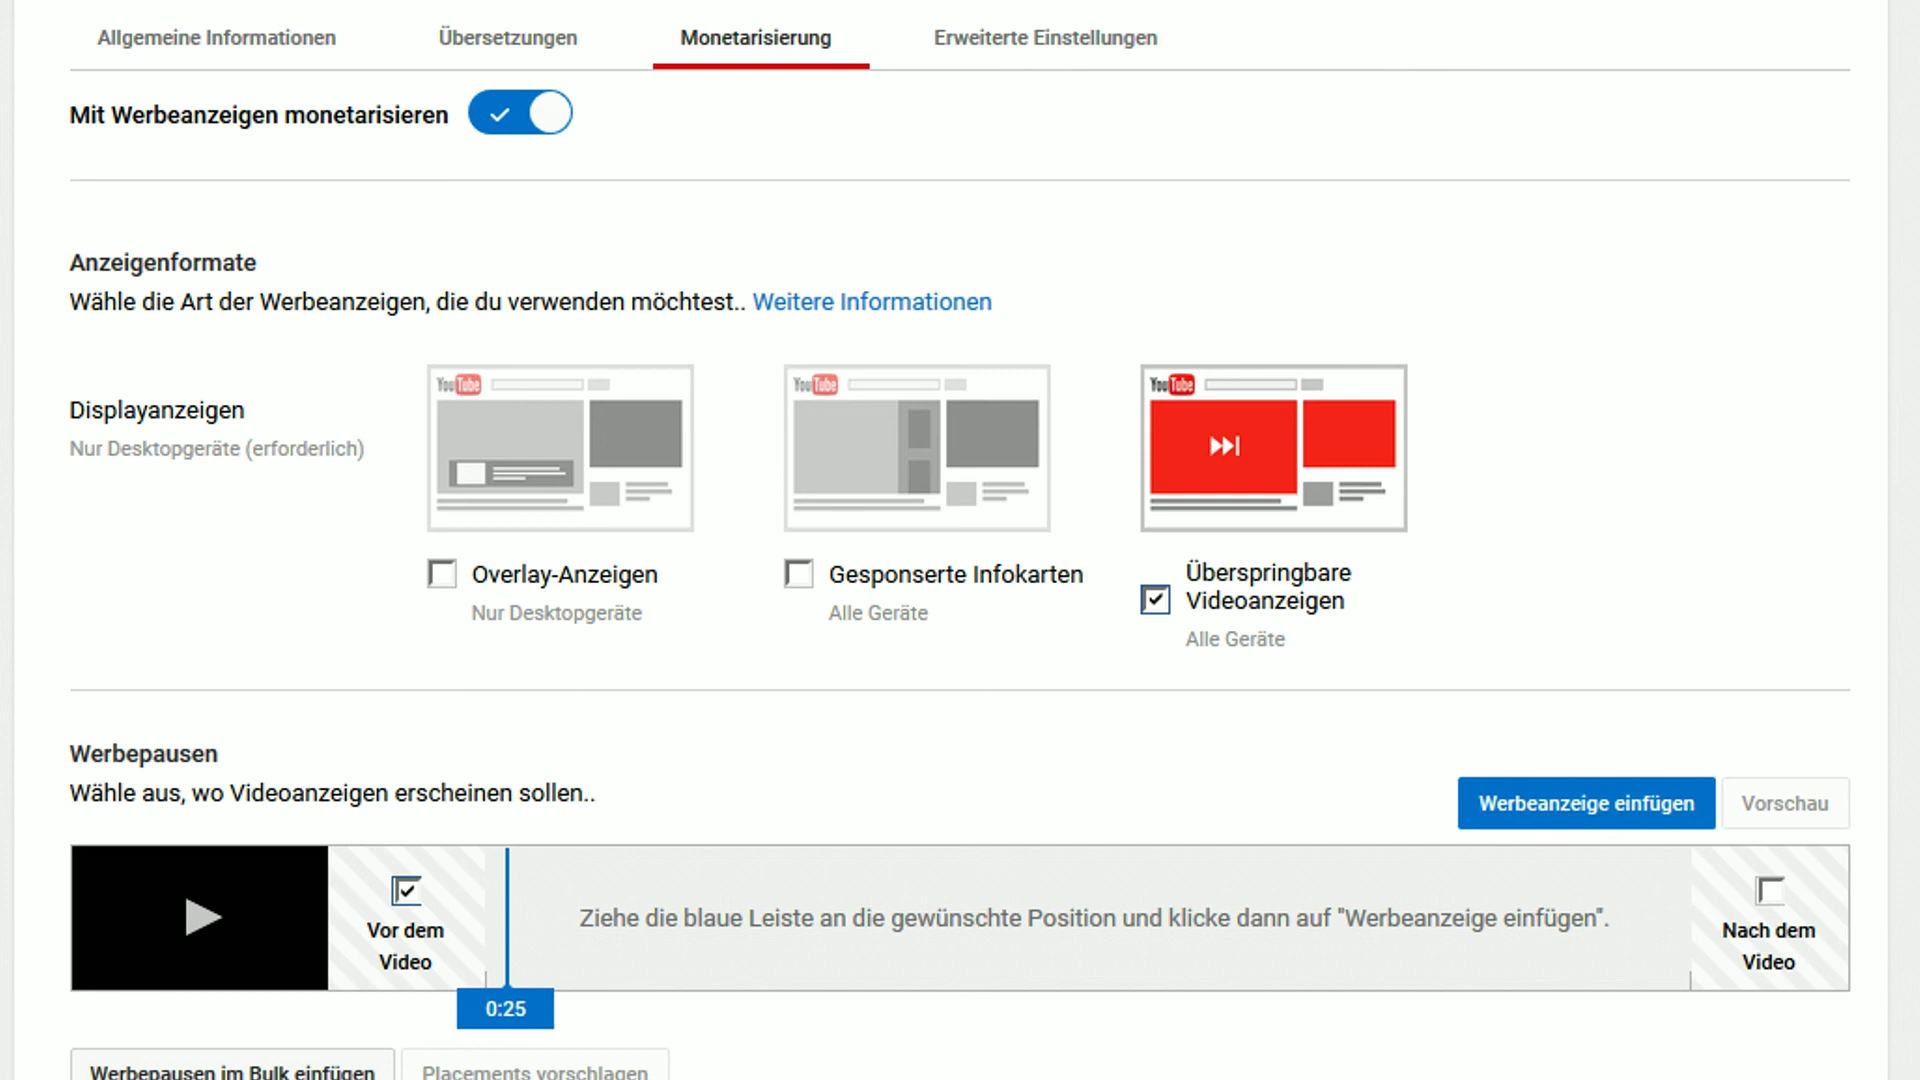 Allgemeine Informationen Übersetzungen Monetarisierung Erweiterte Einstellungen
Mit Werbeanzeigen monetarisieren
Anzeigenformate
Wähle die Art der Werbeanzeigen, die du verwenden möchtest.. Weitere Informationen
YouTube YouTube YouTube
Displayanzeigen
Nur Desktopgeräte (erforderlich)
Overlay-Anzeigen
Nur Desktopgeräte
Gesponserte Infokarten
Alle Geräte
Überspringbare
Videoanzeigen
Alle Geräte
Werbepausen
Wähle aus, wo Videoanzeigen erscheinen sollen..
Werbeanzeige einfügen Vorschau
Vor dem
Video
Ziehe die blaue Leiste an die gewünschte Position und klicke dann auf "Werbeanzeige einfügen".
Nach dem
Video
0:25
Werbepausen im Bulk einfügen Placements vorschlagen